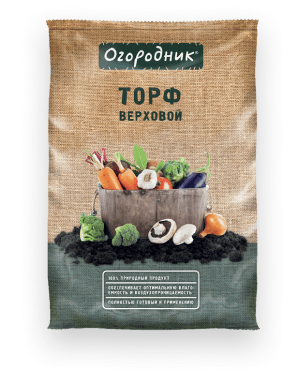 Огородник®
ТОРФ
ВЕРХОВОЙ
100% ПРИРОДНЫЙ ПРОДУКТ
ОБЕСПЕЧИВАЕТ ОПТИМАЛЬНУЮ ВЛАГО-
ЕМКОСТЬ И ВОЗДУХОПРОНИЦАЕМОСТЬ
ПОЛНОСТЬЮ ГОТОВЫЙ К ПРИМЕНЕНИЮ